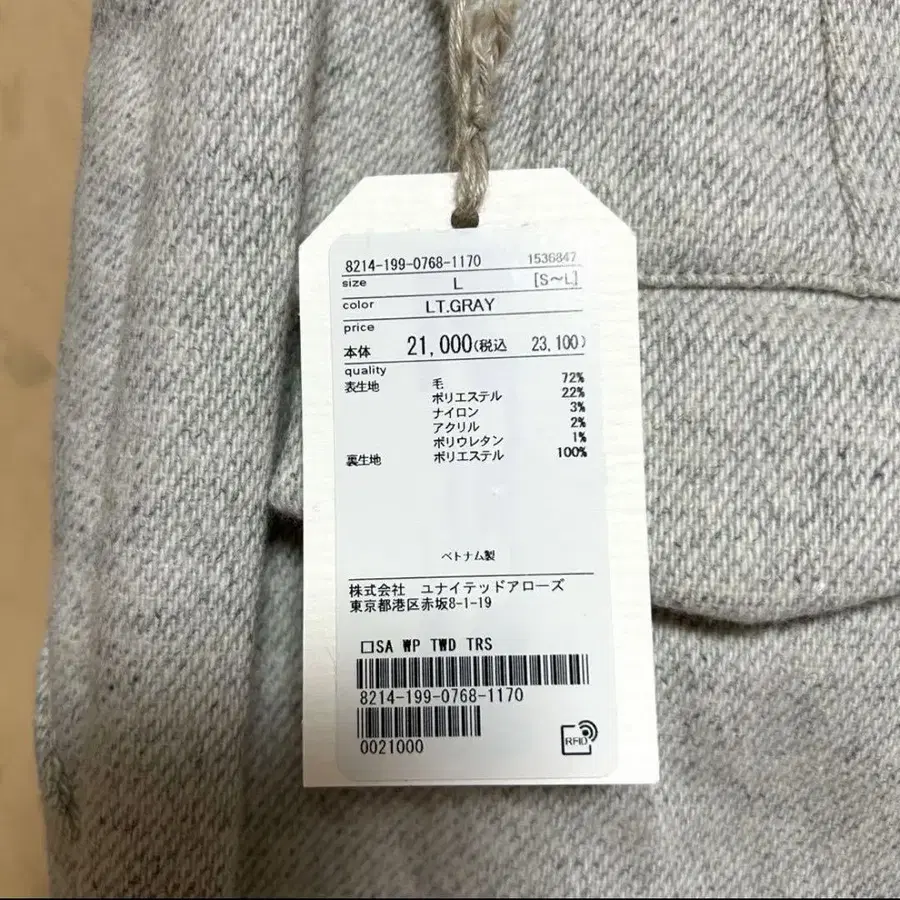 8214-199-0768-1170 1536847
size L [S〜L]
color LT.GRAY
price
本体 21,000(税込 23,100)
quality
表生地 毛 72%
ポリエステル 22%
ナイロン 3%
アクリル 2%
ポリウレタン 1%
裏生地 ポリエステル 100%
ベトナム製
株式会社 ユナイテッドアローズ
東京都港区赤坂8-1-19
□SA WP TWD TRS
8214-199-0768-1170
0021000
RFID